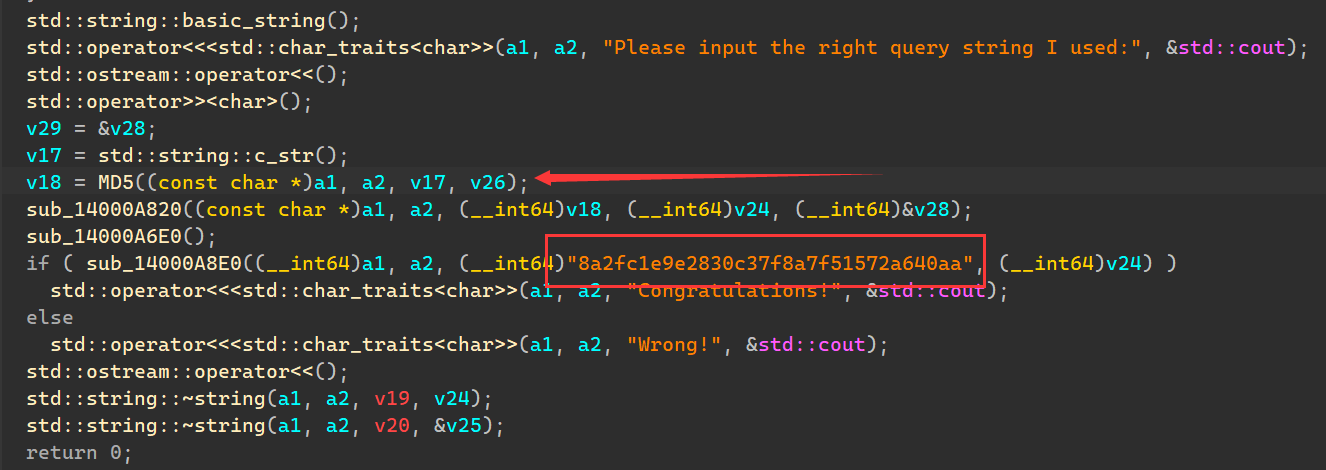 std::string::basic_string();
std::operator<<<std::char_traits<char>>(a1, a2, "Please input the right query string I used:", &std::cout);
std::ostream::operator<<();
std::operator>><char>();
v29 = &v28;
v17 = std::string::c_str();
v18 = MD5((const char *)a1, a2, v17, v26);
sub_14000A820((const char *)a1, a2, (__int64)v18, (__int64)v24, (__int64)&v28);
sub_14000A6E0();
if ( sub_14000A8E0((__int64)a1, a2, (__int64)"8a2fc1e9e2830c37f8a7f51572a640aa", (__int64)v24) )
std::operator<<<std::char_traits<char>>(a1, a2, "Congratulations!", &std::cout);
else
std::operator<<<std::char_traits<char>>(a1, a2, "Wrong!", &std::cout);
std::ostream::operator<<();
std::string::~string(a1, a2, v19, v24);
std::string::~string(a1, a2, v20, &v25);
return 0;